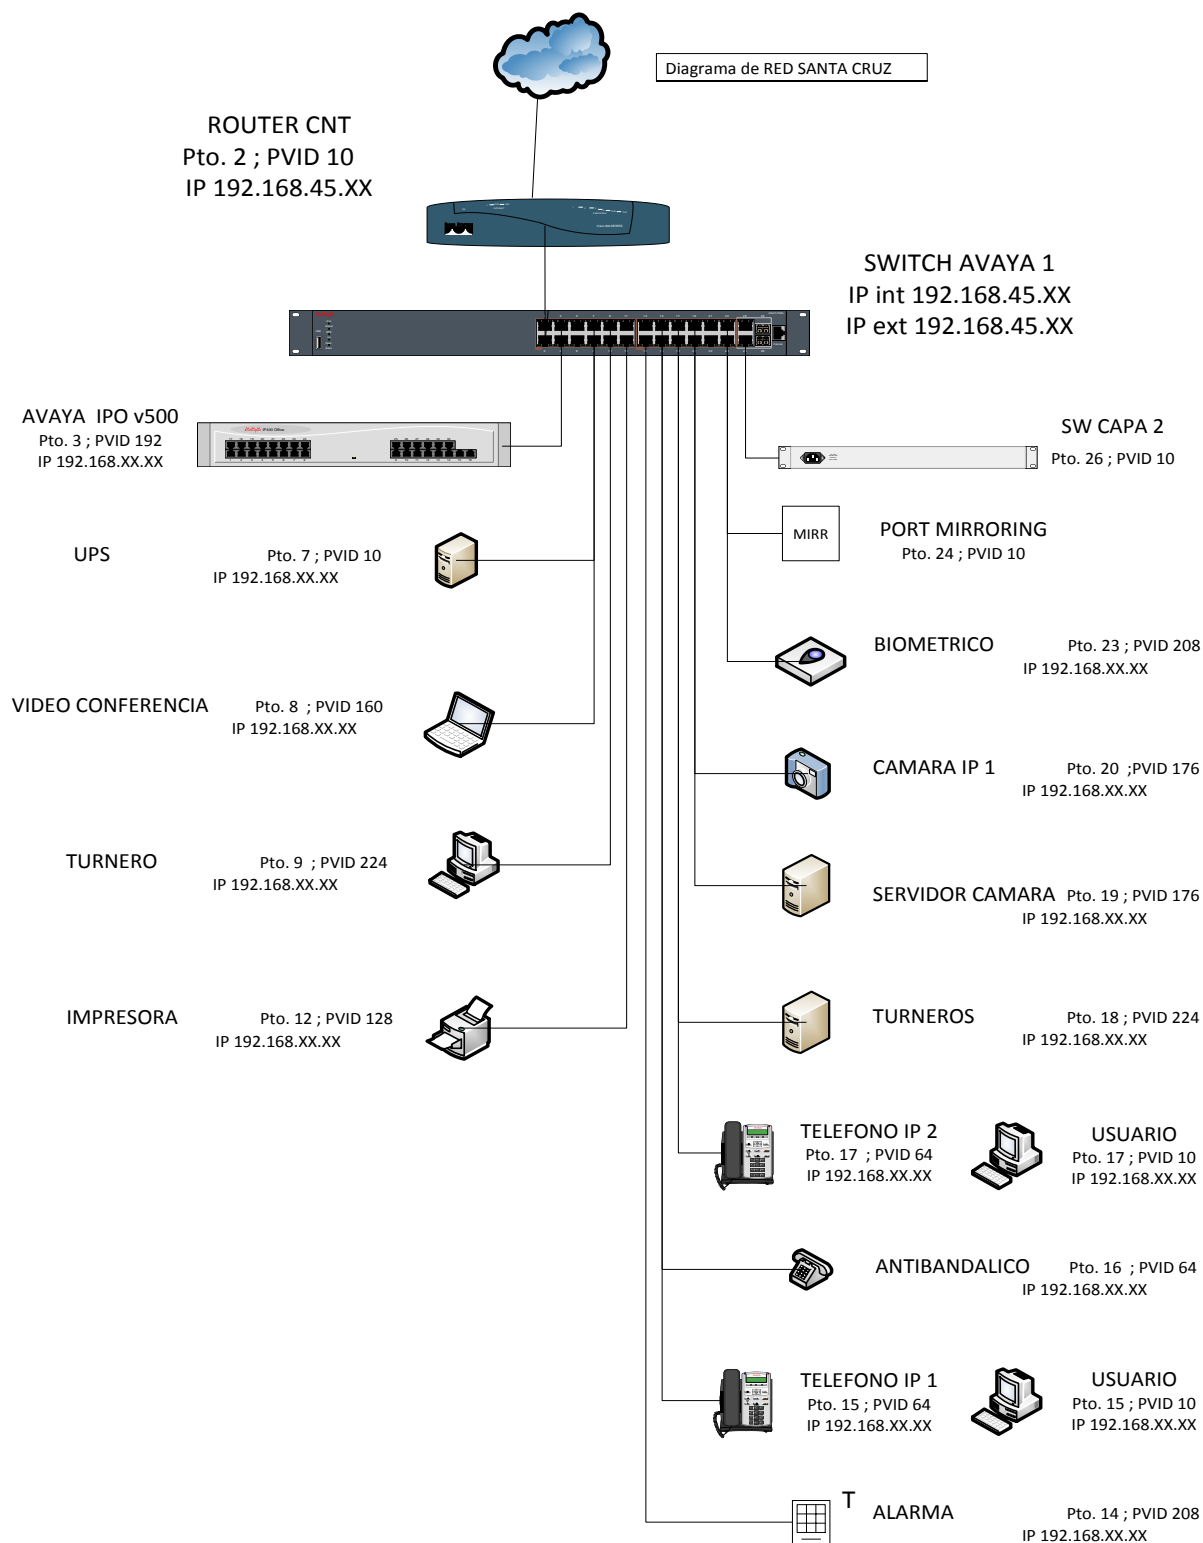 Diagrama de RED SANTA CRUZ
ROUTER CNT
Pto. 2 ; PVID 10
IP 192.168.45.XX
SWITCH AVAYA 1
IP int 192.168.45.XX
IP ext 192.168.45.XX
AVAYA IPO v500
Pto. 3 ; PVID 192
IP 192.168.XX.XX
SW CAPA 2
Pto. 26 ; PVID 10
MIRR
PORT MIRRORING
Pto. 24 ; PVID 10
UPS
Pto. 7 ; PVID 10
IP 192.168.XX.XX
BIOMETRICO
Pto. 23 ; PVID 208
IP 192.168.XX.XX
VIDEO CONFERENCIA
Pto. 8 ; PVID 160
IP 192.168.XX.XX
CAMARA IP 1
Pto. 20 ;PVID 176
IP 192.168.XX.XX
TURNERO
Pto. 9 ; PVID 224
IP 192.168.XX.XX
SERVIDOR CAMARA
Pto. 19 ; PVID 176
IP 192.168.XX.XX
IMPRESORA
Pto. 12 ; PVID 128
IP 192.168.XX.XX
TURNEROS
Pto. 18 ; PVID 224
IP 192.168.XX.XX
TELEFONO IP 2
Pto. 17 ; PVID 64
IP 192.168.XX.XX
USUARIO
Pto. 17 ; PVID 10
IP 192.168.XX.XX
ANTIBANDALICO
Pto. 16 ; PVID 64
IP 192.168.XX.XX
TELEFONO IP 1
Pto. 15 ; PVID 64
IP 192.168.XX.XX
USUARIO
Pto. 15 ; PVID 10
IP 192.168.XX.XX
T
ALARMA
Pto. 14 ; PVID 208
IP 192.168.XX.XX